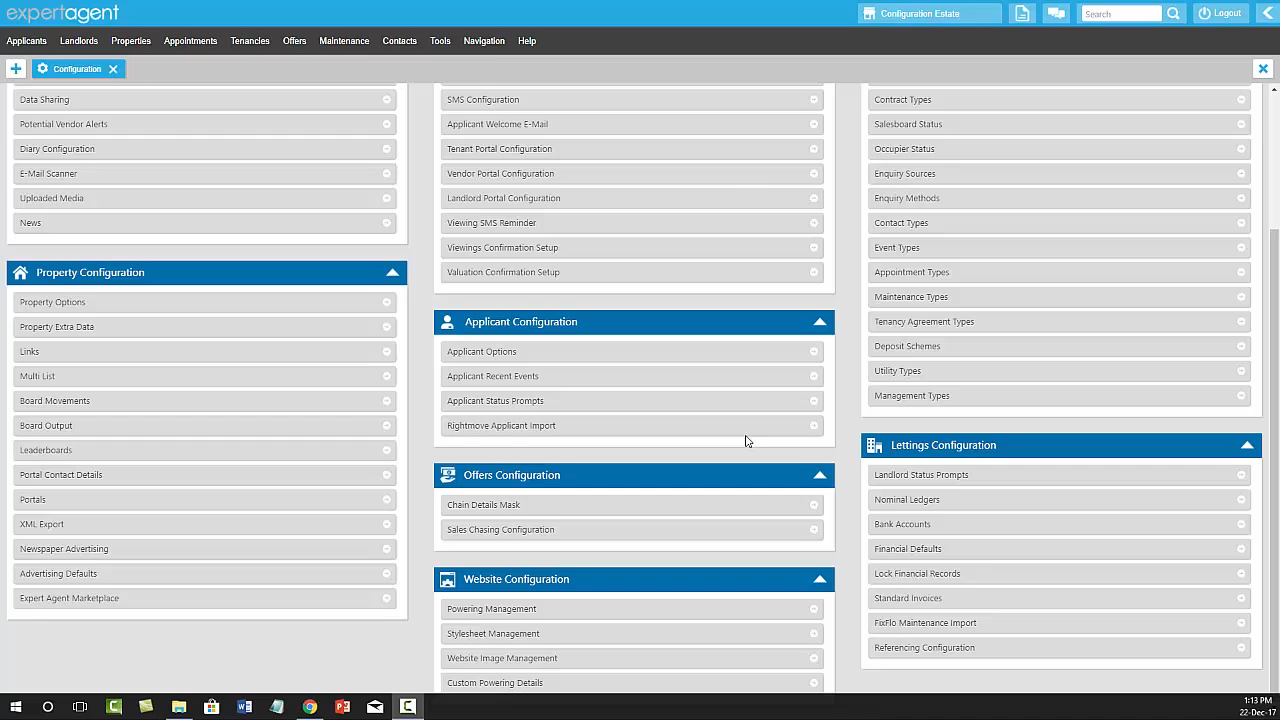 expertagent
Configuration Estate
Search
Logout
Applicants Landlords Properties Appointments Tenancies Offers Maintenance Contacts Tools Navigation Help
Configuration
Data Sharing
Potential Vendor Alerts
Diary Configuration
E-Mail Scanner
Uploaded Media
News
Property Configuration
Property Options
Property Extra Data
Links
Multi List
Board Movements
Board Output
Leaderboards
Portal Contact Details
Portals
XML Export
Newspaper Advertising
Advertising Defaults
Expert Agent Marketplace
SMS Configuration
Applicant Welcome E-Mail
Tenant Portal Configuration
Vendor Portal Configuration
Landlord Portal Configuration
Viewing SMS Reminder
Viewings Confirmation Setup
Valuation Confirmation Setup
Applicant Configuration
Applicant Options
Applicant Recent Events
Applicant Status Prompts
Rightmove Applicant Import
Offers Configuration
Chain Details Mask
Sales Chasing Configuration
Website Configuration
Powering Management
Stylesheet Management
Website Image Management
Custom Powering Details
Contract Types
Salesboard Status
Occupier Status
Enquiry Sources
Enquiry Methods
Contact Types
Event Types
Appointment Types
Maintenance Types
Tenancy Agreement Types
Deposit Schemes
Utility Types
Management Types
Lettings Configuration
Landlord Status Prompts
Nominal Ledgers
Bank Accounts
Financial Defaults
Lock Financial Records
Standard Invoices
FixFlo Maintenance Import
Referencing Configuration
1:13 PM
22-Dec-17